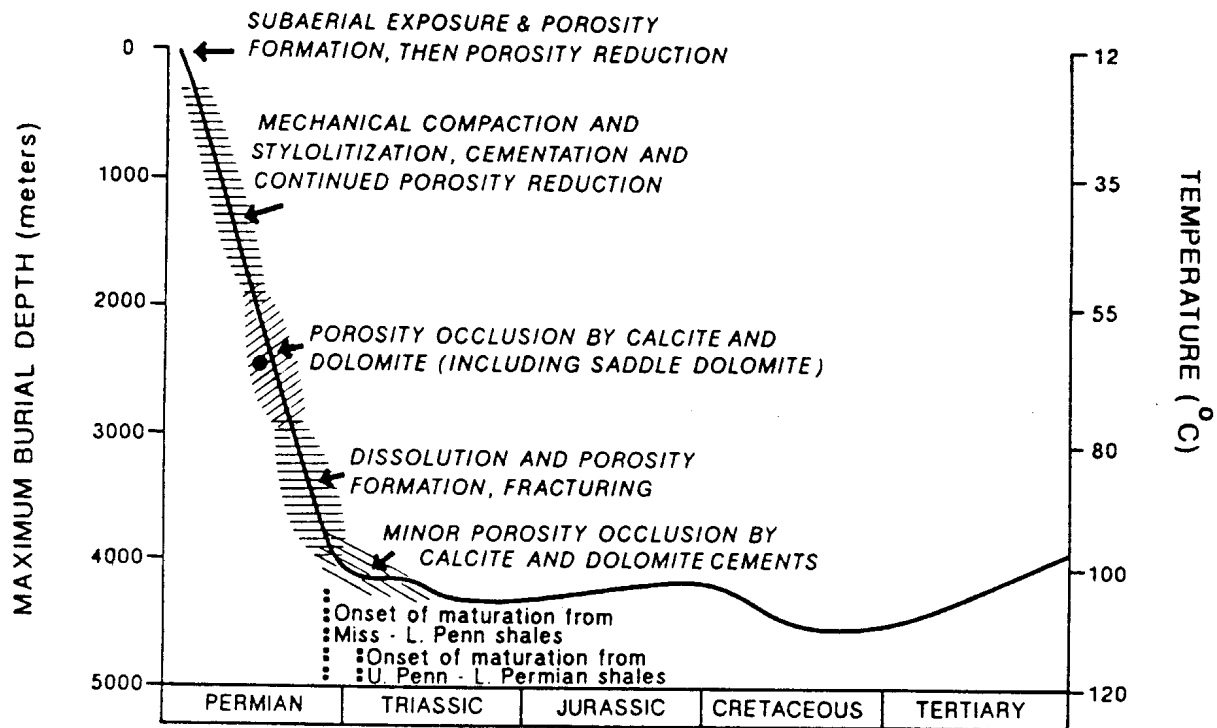 SUBAERIAL EXPOSURE & POROSITY
FORMATION, THEN POROSITY REDUCTION
MECHANICAL COMPACTION AND
STYLOLITIZATION, CEMENTATION AND
CONTINUED POROSITY REDUCTION
POROSITY OCCLUSION BY CALCITE AND
DOLOMITE (INCLUDING SADDLE DOLOMITE)
DISSOLUTION AND POROSITY
FORMATION, FRACTURING
MINOR POROSITY OCCLUSION BY
CALCITE AND DOLOMITE CEMENTS
Onset of maturation from
Miss - L. Penn shales
Onset of maturation from
U. Penn - L. Permian shales
MAXIMUM BURIAL DEPTH (meters)
0
1000
2000
3000
4000
5000
TEMPERATURE (°C)
12
35
55
80
100
120
PERMIAN
TRIASSIC
JURASSIC
CRETACEOUS
TERTIARY